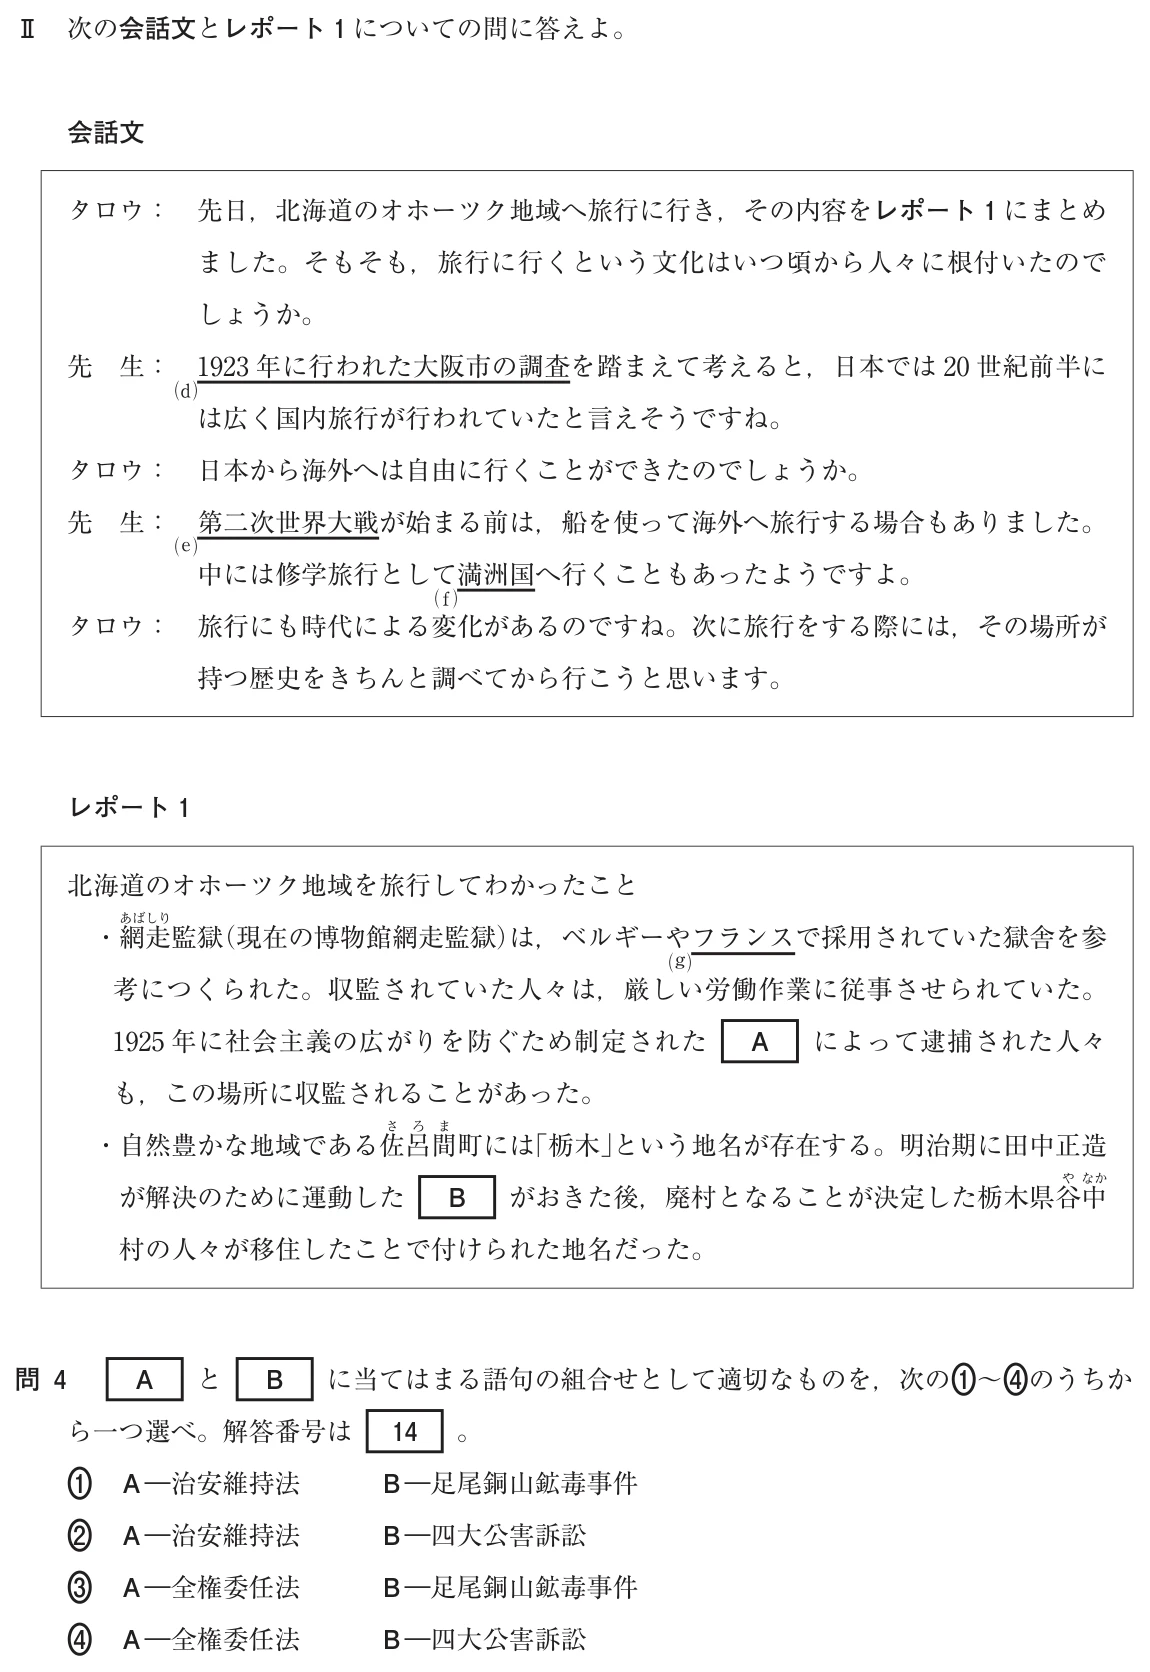 Ⅱ 次の会話文とレポート1についての問に答えよ。
会話文
タロウ： 先日，北海道のオホーツク地域へ旅行に行き，その内容をレポート1にまとめ
ました。そもそも，旅行に行くという文化はいつ頃から人々に根付いたので
しょうか。
先　生： 1923年に行われた大阪市の調査を踏まえて考えると，日本では20世紀前半に
(d)
は広く国内旅行が行われていたと言えそうですね。
タロウ： 日本から海外へは自由に行くことができたのでしょうか。
先　生： 第二次世界大戦が始まる前は，船を使って海外へ旅行する場合もありました。
(e)
中には修学旅行として満洲国へ行くこともあったようですよ。
(f)
タロウ： 旅行にも時代による変化があるのですね。次に旅行をする際には，その場所が
持つ歴史をきちんと調べてから行こうと思います。
レポート1
北海道のオホーツク地域を旅行してわかったこと
あばしり
・網走監獄(現在の博物館網走監獄)は，ベルギーやフランスで採用されていた獄舎を参
(g)
考につくられた。収監されていた人々は，厳しい労働作業に従事させられていた。
1925年に社会主義の広がりを防ぐため制定された A によって逮捕された人々
も，この場所に収監されることがあった。
さろま
・自然豊かな地域である佐呂間町には「栃木」という地名が存在する。明治期に田中正造
が解決のために運動した B がおきた後，廃村となることが決定した栃木県谷中
やなか
村の人々が移住したことで付けられた地名だった。
問4 A と B に当てはまる語句の組合せとして適切なものを，次の①～④のうちか
ら一つ選べ。解答番号は 14 。
① A―治安維持法 B―足尾銅山鉱毒事件
② A―治安維持法 B―四大公害訴訟
③ A―全権委任法 B―足尾銅山鉱毒事件
④ A―全権委任法 B―四大公害訴訟